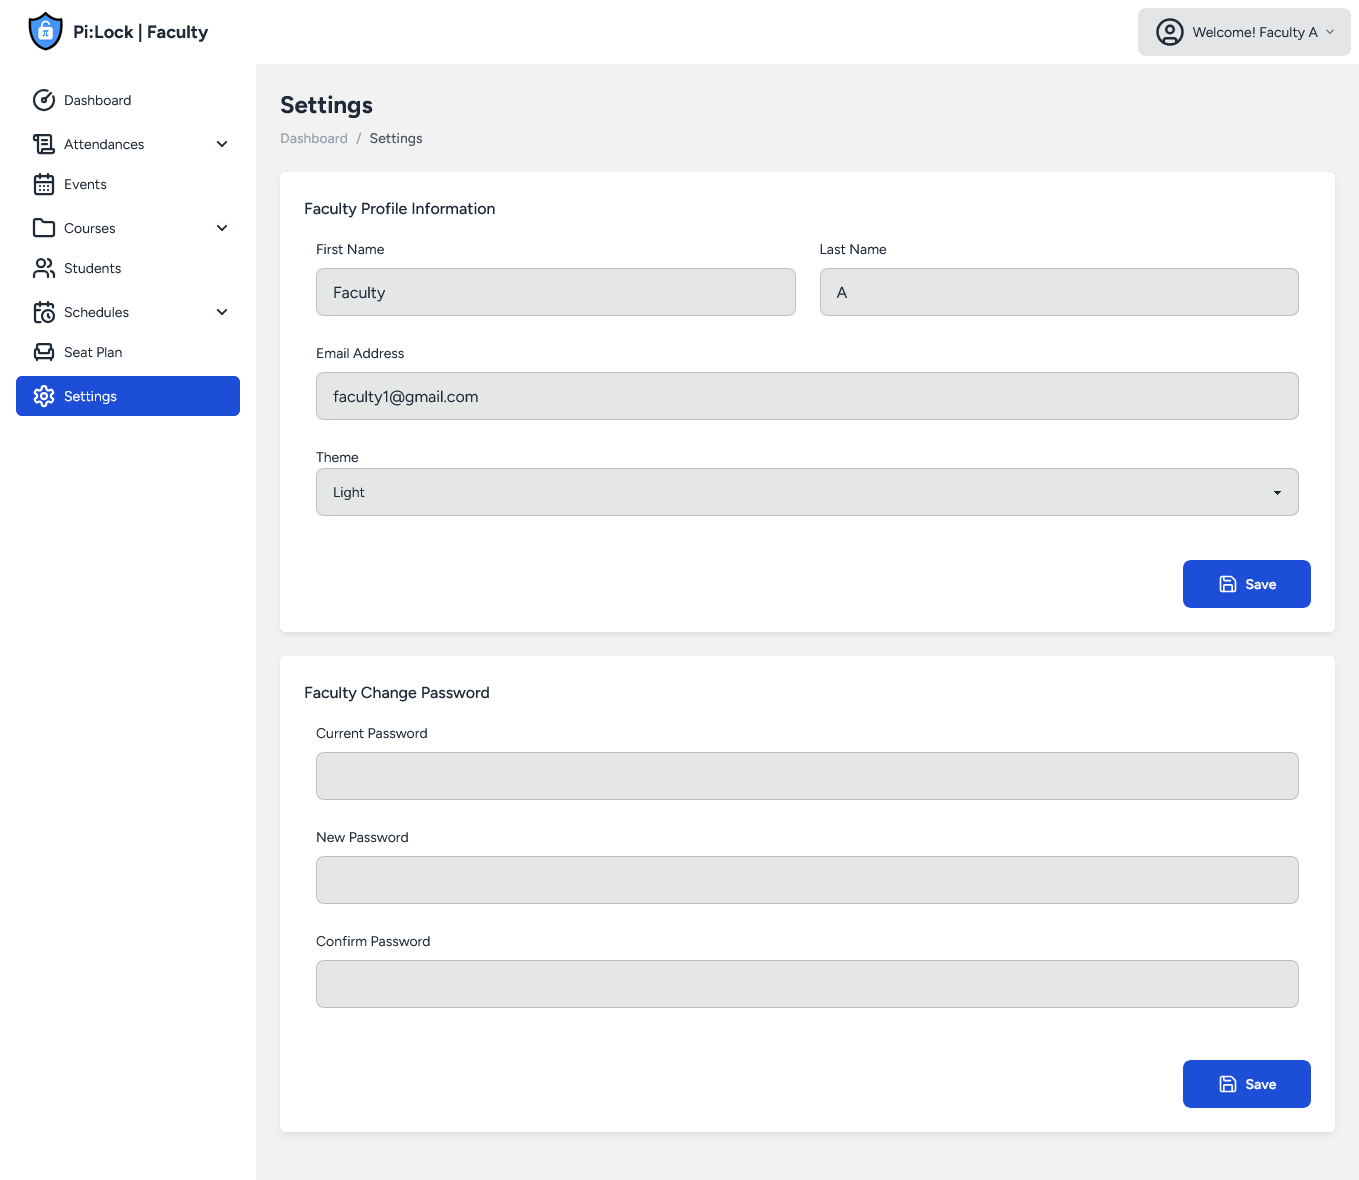 Pi:Lock | Faculty
Welcome! Faculty A
Dashboard
Attendances
Events
Courses
Students
Schedules
Seat Plan
Settings
Settings
Dashboard / Settings
Faculty Profile Information
First Name
Last Name
Faculty
A
Email Address
faculty1@gmail.com
Theme
Light
Save
Faculty Change Password
Current Password
New Password
Confirm Password
Save